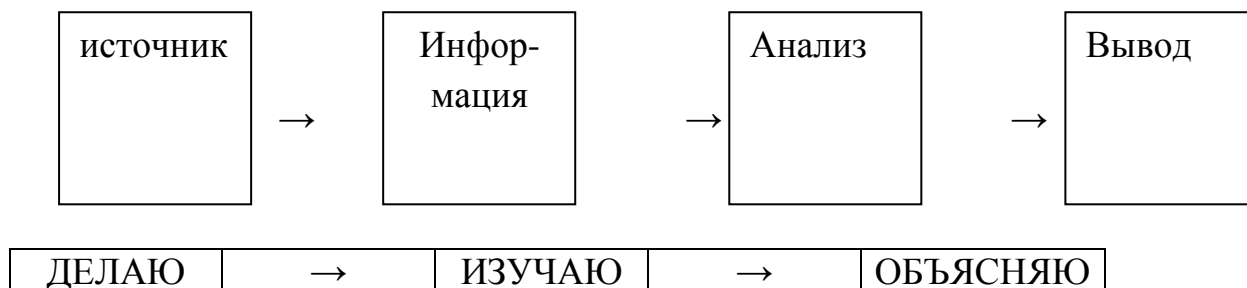 источник
Инфор-
мация
Анализ
Вывод
→ → →
ДЕЛАЮ → ИЗУЧАЮ → ОБЪЯСНЯЮ